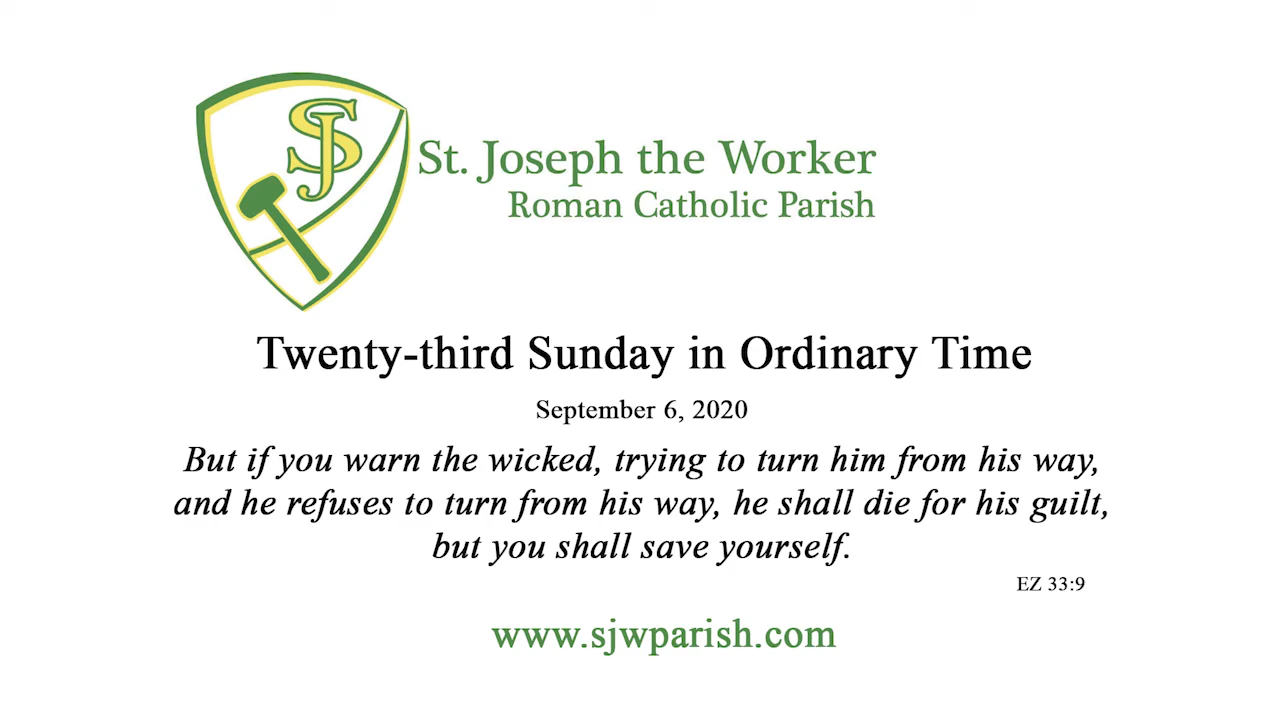 SJ
St. Joseph the Worker
Roman Catholic Parish
Twenty-third Sunday in Ordinary Time
September 6, 2020
But if you warn the wicked, trying to turn him from his way,
and he refuses to turn from his way, he shall die for his guilt,
but you shall save yourself.
EZ 33:9
www.sjwparish.com